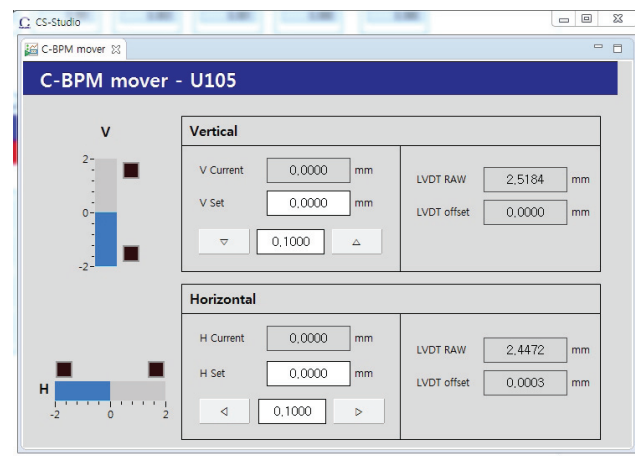 CS-Studio
C-BPM mover
C-BPM mover - U105
V
2
0
-2
Vertical
V Current 0,0000 mm
V Set 0,0000 mm
0,1000
LVDT RAW 2,5184 mm
LVDT offset 0,0000 mm
H
-2 0 2
Horizontal
H Current 0,0000 mm
H Set 0,0000 mm
0,1000
LVDT RAW 2,4472 mm
LVDT offset 0,0003 mm